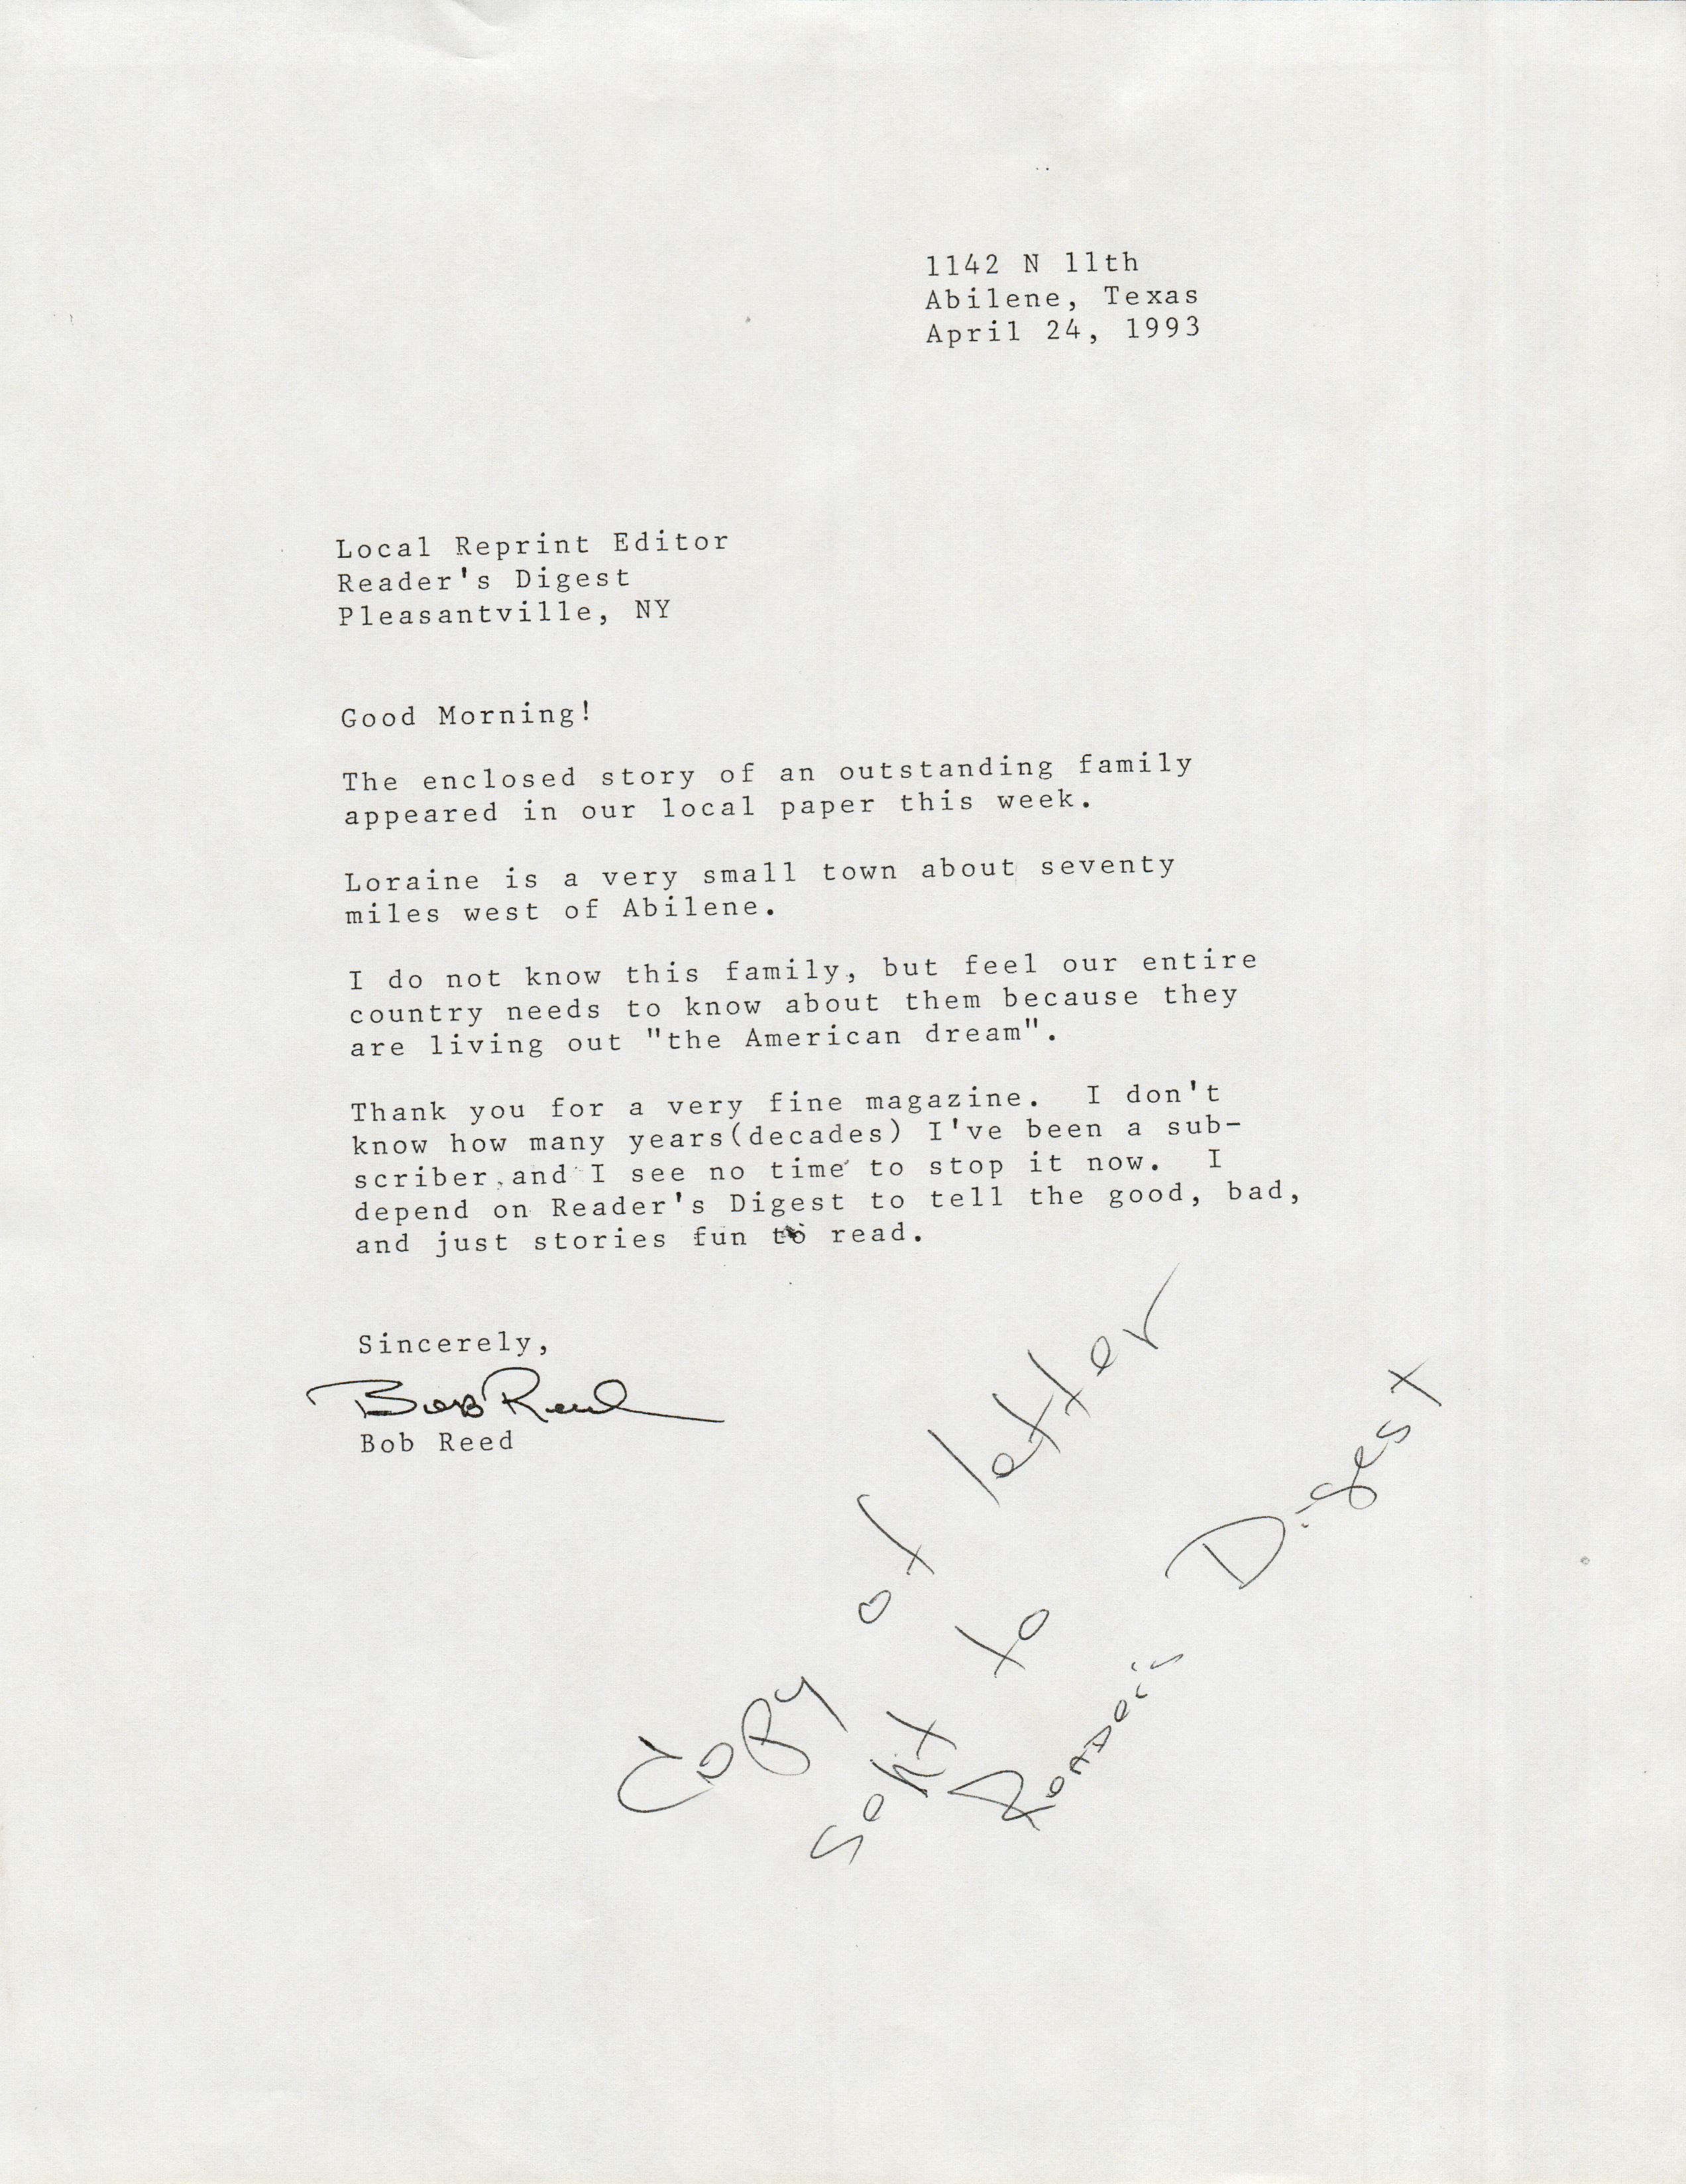 1142 N 11th
Abilene, Texas
April 24, 1993
Local Reprint Editor
Reader's Digest
Pleasantville, NY
Good Morning!
The enclosed story of an outstanding family
appeared in our local paper this week.
Loraine is a very small town about seventy
miles west of Abilene.
I do not know this family, but feel our entire
country needs to know about them because they
are living out "the American dream".
Thank you for a very fine magazine.  I don't
know how many years(decades) I've been a sub-
scriber,and I see no time to stop it now.  I
depend on Reader's Digest to tell the good, bad,
and just stories fun to read.
Sincerely,
Bob Reed
Bob Reed
Copy of letter
sent to
Reader's Digest